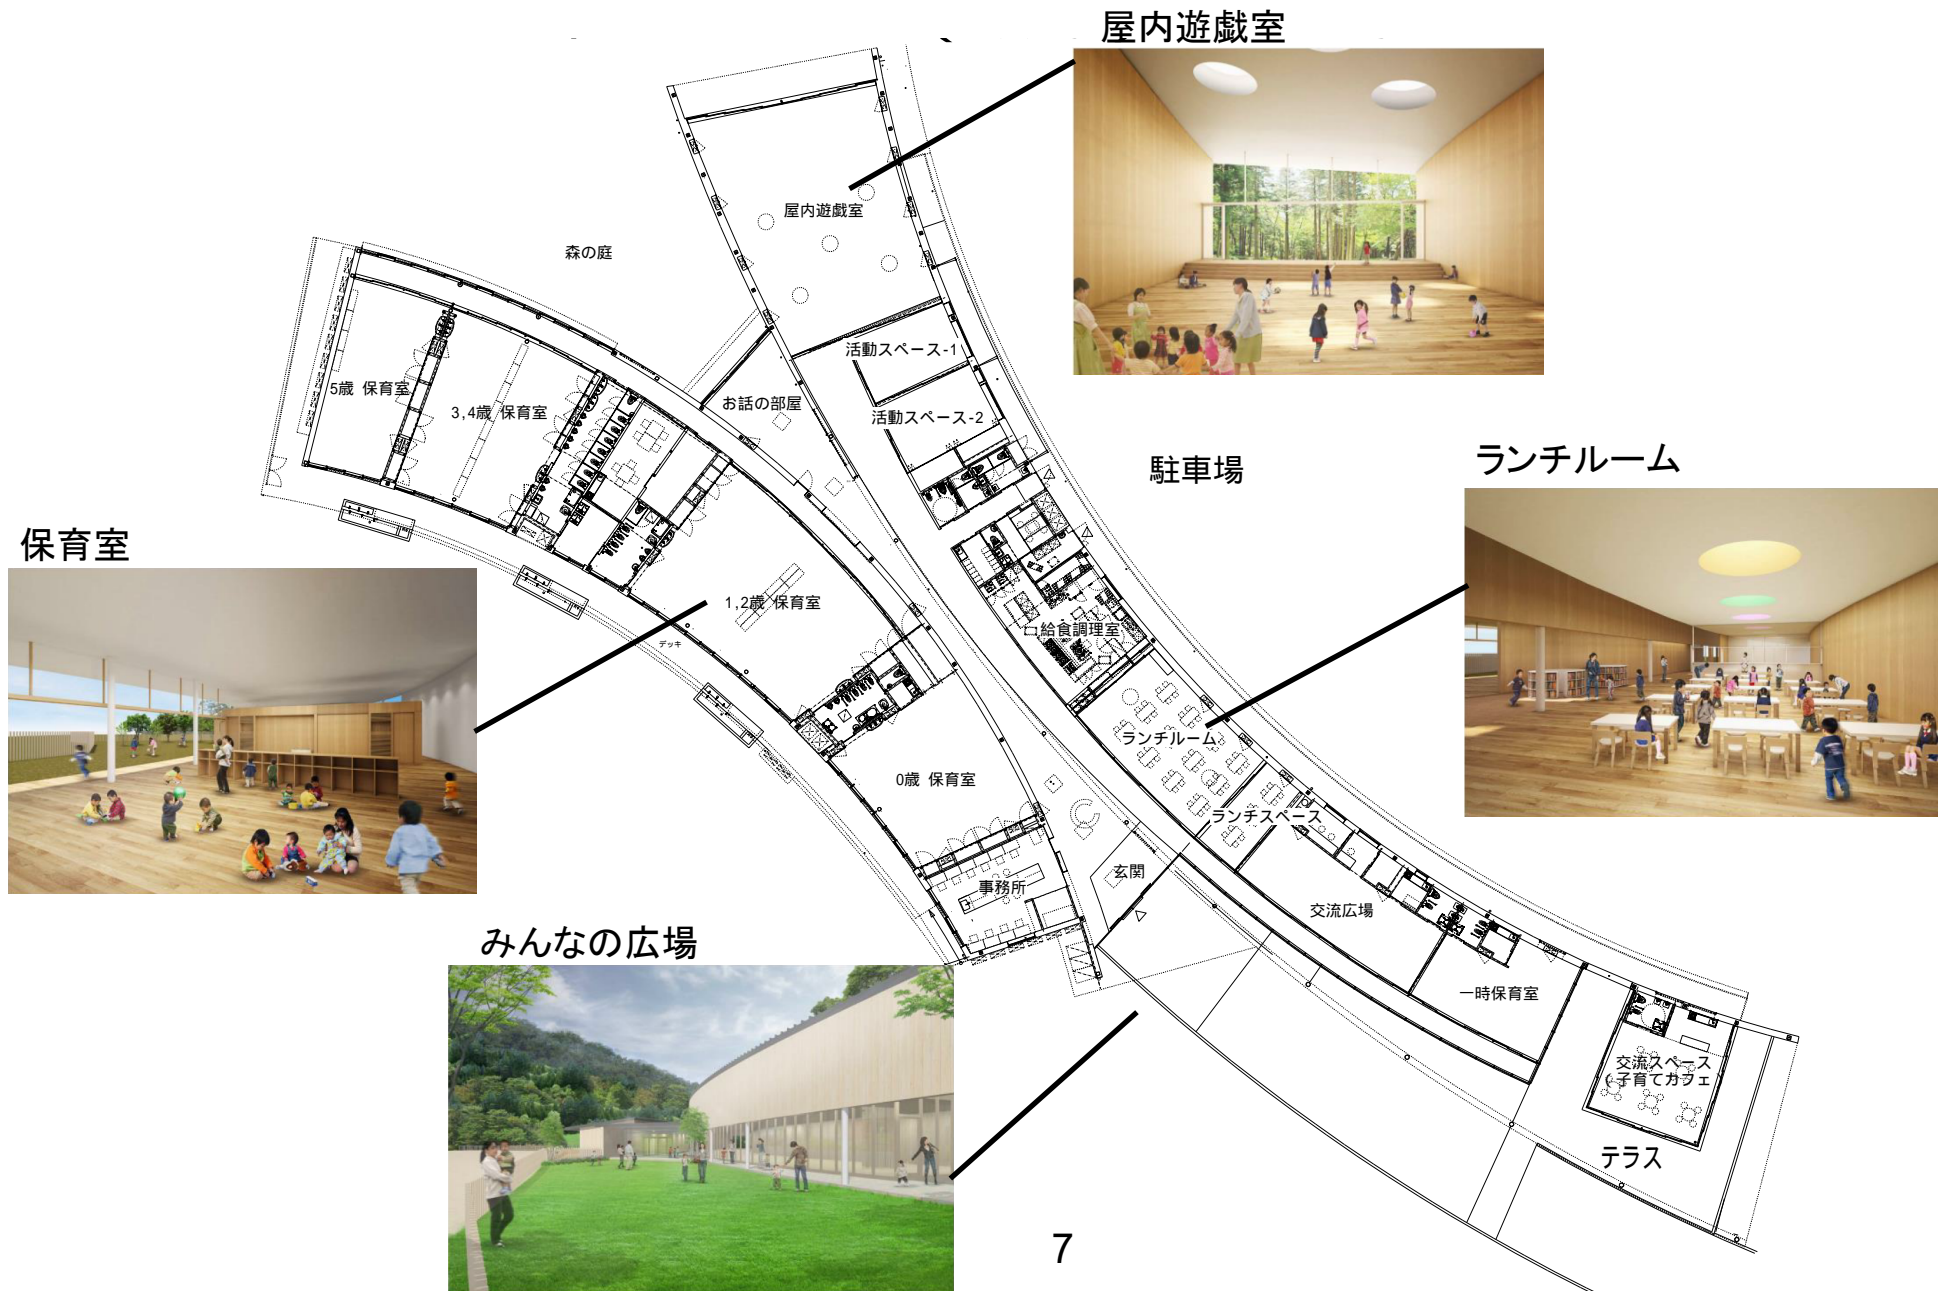 屋内遊戯室
屋内遊戯室
森の庭
活動スペース-1
5歳 保育室
3,4歳 保育室
お話の部屋
活動スペース-2
駐車場
ランチルーム
保育室
1,2歳 保育室
デッキ
給食調理室
ランチルーム
0歳 保育室
ランチスペース
玄関
事務所
交流広場
みんなの広場
一時保育室
交流スペース
(子育てカフェ)
テラス
7